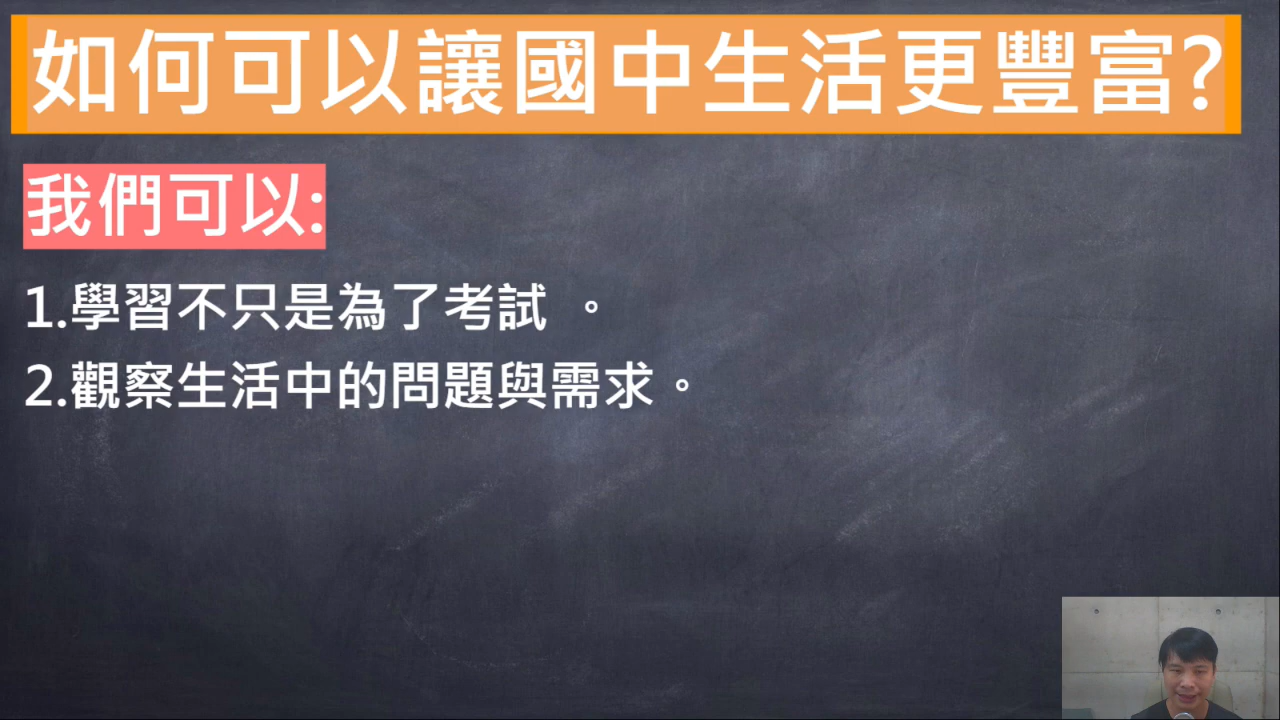 如何可以讓國中生活更豐富?
我們可以:
1.學習不只是為了考試 。
2.觀察生活中的問題與需求。